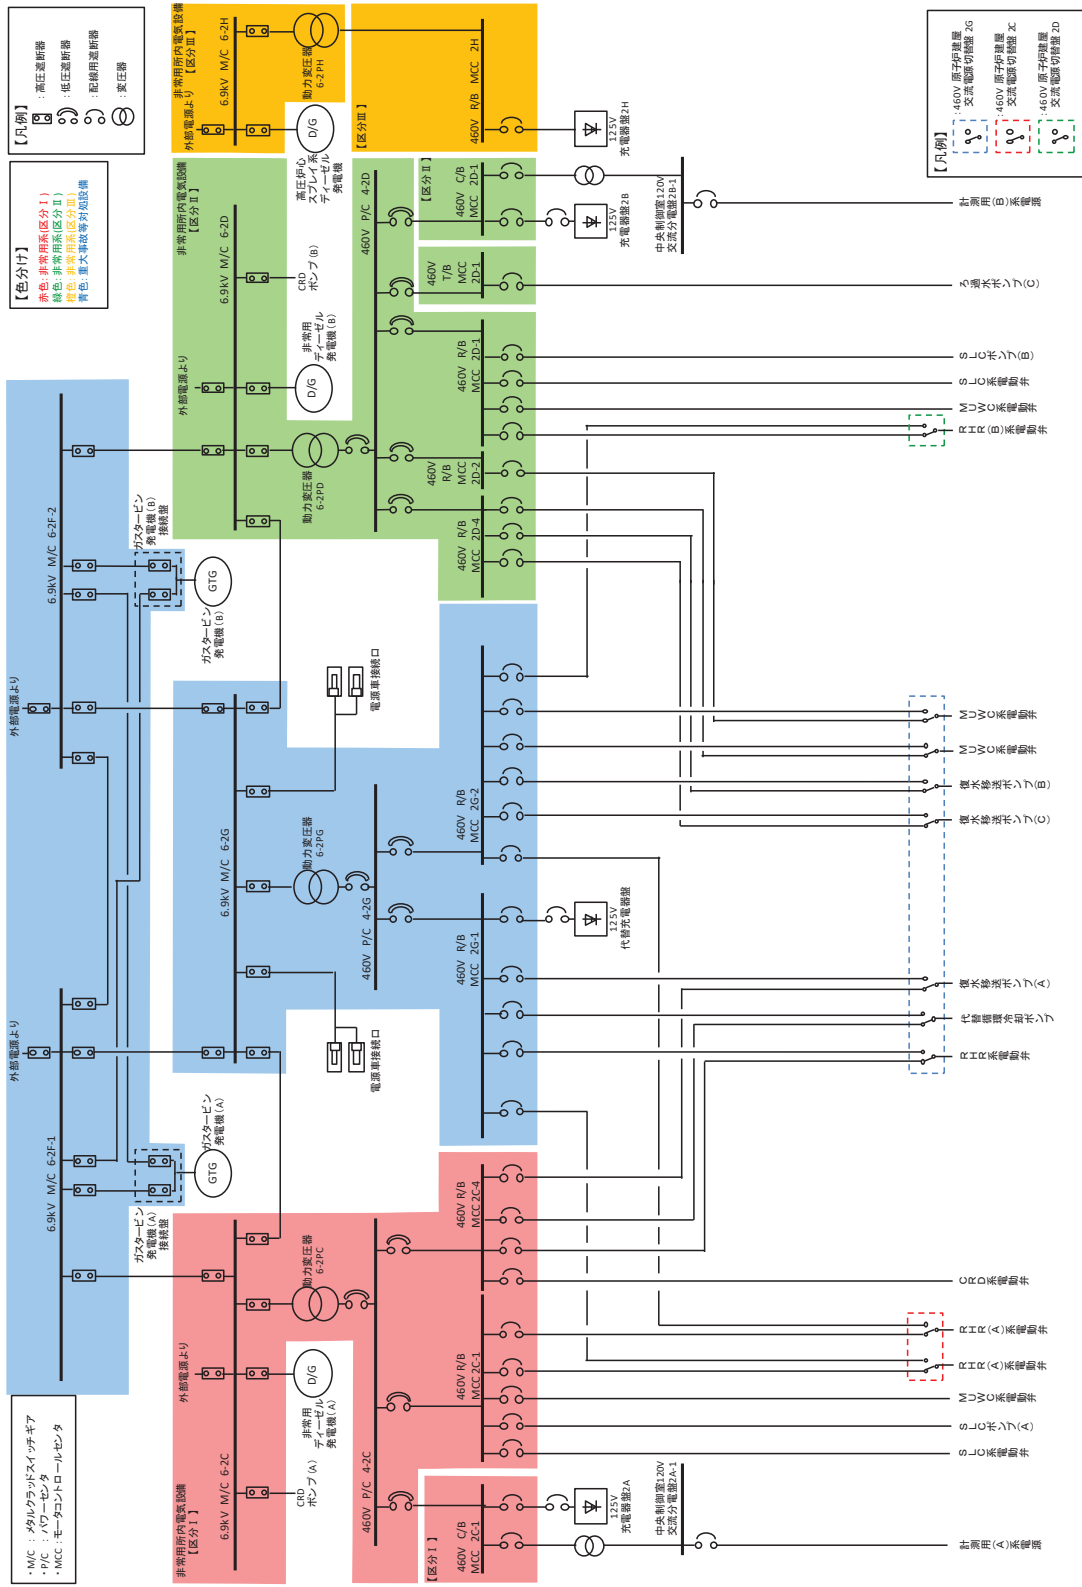 ・M/C ：メタルクラッドスイッチギア
・P/C ：パワーセンタ
・MCC：モータコントロールセンタ
【色分け】
赤色：非常用系(区分Ⅰ)
緑色：非常用系(区分Ⅱ)
橙色：非常用系(区分Ⅲ)
青色：重大事故等対処設備
【凡例】
：高圧遮断器
：低圧遮断器
：配線用遮断器
：変圧器
外部電源より
6.9kV M/C 6-2F-1
外部電源より
6.9kV M/C 6-2F-2
ガスタービン
発電機(A)
接続盤
GTG
ガスタービン
発電機(A)
ガスタービン
発電機(B)
接続盤
GTG
ガスタービン
発電機(B)
非常用所内電気設備
【区分Ⅰ】
外部電源より
6.9kV M/C 6-2C
CRD
ポンプ(A)
D/G
非常用
ディーゼル
発電機(A)
動力変圧器
6-2PC
460V P/C 4-2C
6.9kV M/C 6-2G
電源車接続口
動力変圧器
6-2PG
電源車接続口
460V P/C 4-2G
非常用所内電気設備
【区分Ⅱ】
外部電源より
6.9kV M/C 6-2D
動力変圧器
6-2PD
D/G
非常用
ディーゼル
発電機(B)
CRD
ポンプ(B)
460V P/C 4-2D
非常用所内電気設備
【区分Ⅲ】
外部電源より
6.9kV M/C 6-2H
D/G
高圧炉心
スプレイ系
ディーゼル
発電機
動力変圧器
6-2PH
【区分Ⅰ】
460V C/B
MCC 2C-1
460V R/B
MCC 2C-1
460V R/B
MCC 2C-4
460V R/B
MCC 2G-1
460V R/B
MCC 2G-2
460V R/B
MCC 2D-4
460V
R/B
MCC
2D-2
460V R/B
MCC 2D-1
460V
T/B
MCC
2D-1
【区分Ⅱ】
460V C/B
MCC 2D-1
【区分Ⅲ】
460V R/B MCC 2H
125V
充電器盤2A
中央制御室120V
交流分電盤2A-1
125V
代替充電器盤
125V
充電器盤2B
中央制御室120V
交流分電盤2B-1
125V
充電器盤2H
計測用(A)系電源
SLC系電動弁
SLCポンプ(A)
MUWC系電動弁
RHR(A)系電動弁
RHR(A)系電動弁
CRD系電動弁
RHR系電動弁
代替循環冷却ポンプ
復水移送ポンプ(A)
復水移送ポンプ(C)
復水移送ポンプ(B)
MUWC系電動弁
MUWC系電動弁
RHR(B)系電動弁
MUWC系電動弁
SLC系電動弁
SLCポンプ(B)
ろ過水ポンプ(C)
計測用(B)系電源
【凡例】
：460V 原子炉建屋
交流電源切替盤 2G
：460V 原子炉建屋
交流電源切替盤 2C
：460V 原子炉建屋
交流電源切替盤 2D